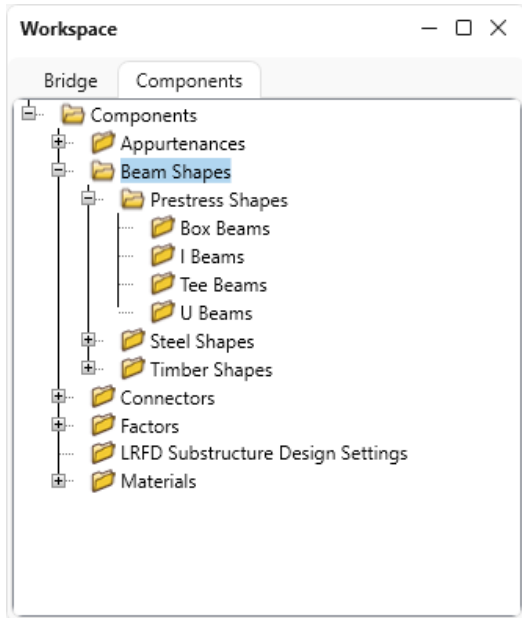 Workspace
Bridge Components
Components
Appurtenances
Beam Shapes
Prestress Shapes
Box Beams
I Beams
Tee Beams
U Beams
Steel Shapes
Timber Shapes
Connectors
Factors
LRFD Substructure Design Settings
Materials